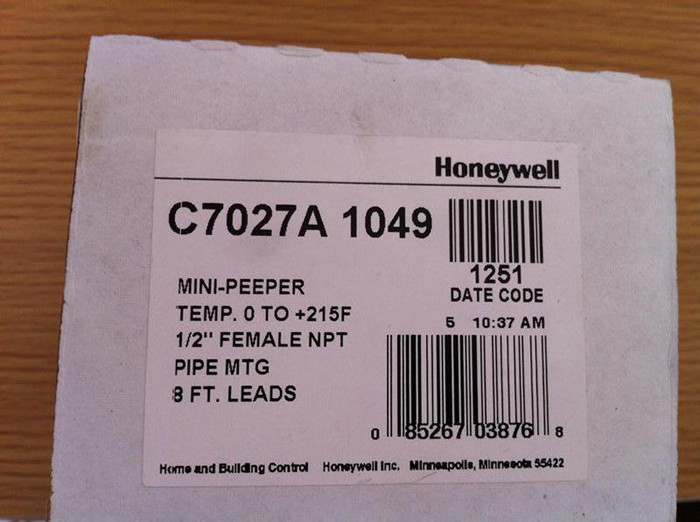 Honeywell
C7027A 1049
1251
DATE CODE
5 10:37 AM
MINI-PEEPER
TEMP. 0 TO +215F
1/2" FEMALE NPT
PIPE MTG
8 FT. LEADS
0 85267 03876 8
Home and Building Control Honeywell Inc. Minneapolis, Minnesota 55422